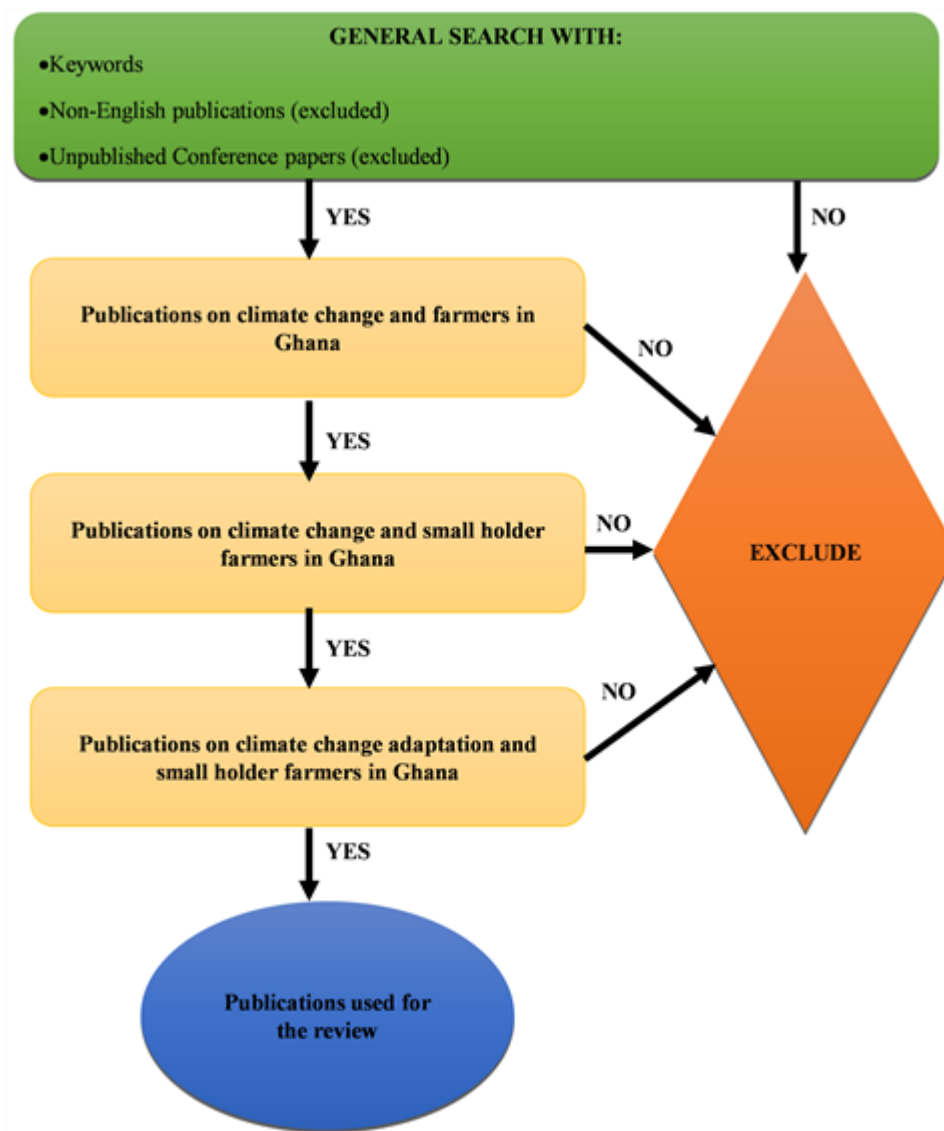 GENERAL SEARCH WITH:
•Keywords
•Non-English publications (excluded)
•Unpublished Conference papers (excluded)
YES
NO
Publications on climate change and farmers in
Ghana
NO
YES
Publications on climate change and small holder
farmers in Ghana
NO
EXCLUDE
YES
Publications on climate change adaptation and
small holder farmers in Ghana
NO
YES
Publications used for
the review